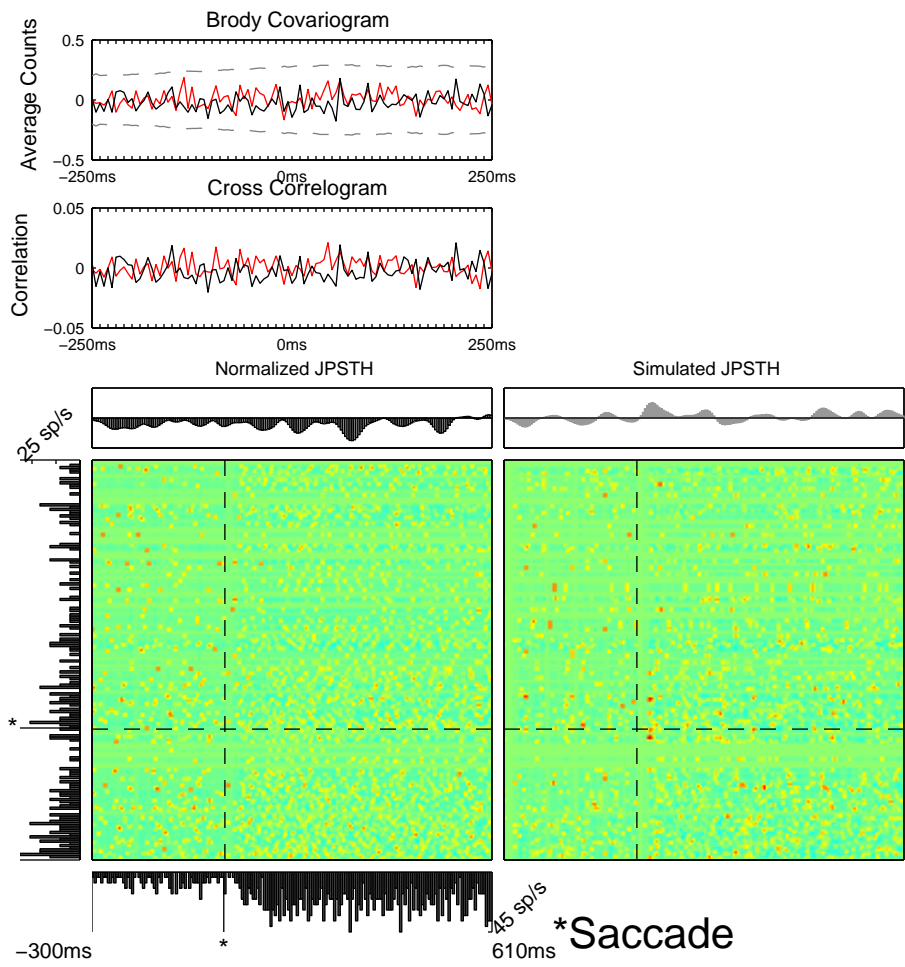 Brody Covariogram
0.5
0
−0.5
Average Counts
−250ms
0ms
250ms
Cross Correlogram
0.05
0
−0.05
Correlation
−250ms
0ms
250ms
Normalized JPSTH
Simulated JPSTH
25 sp/s
*
*
45 sp/s
−300ms
610ms
*Saccade